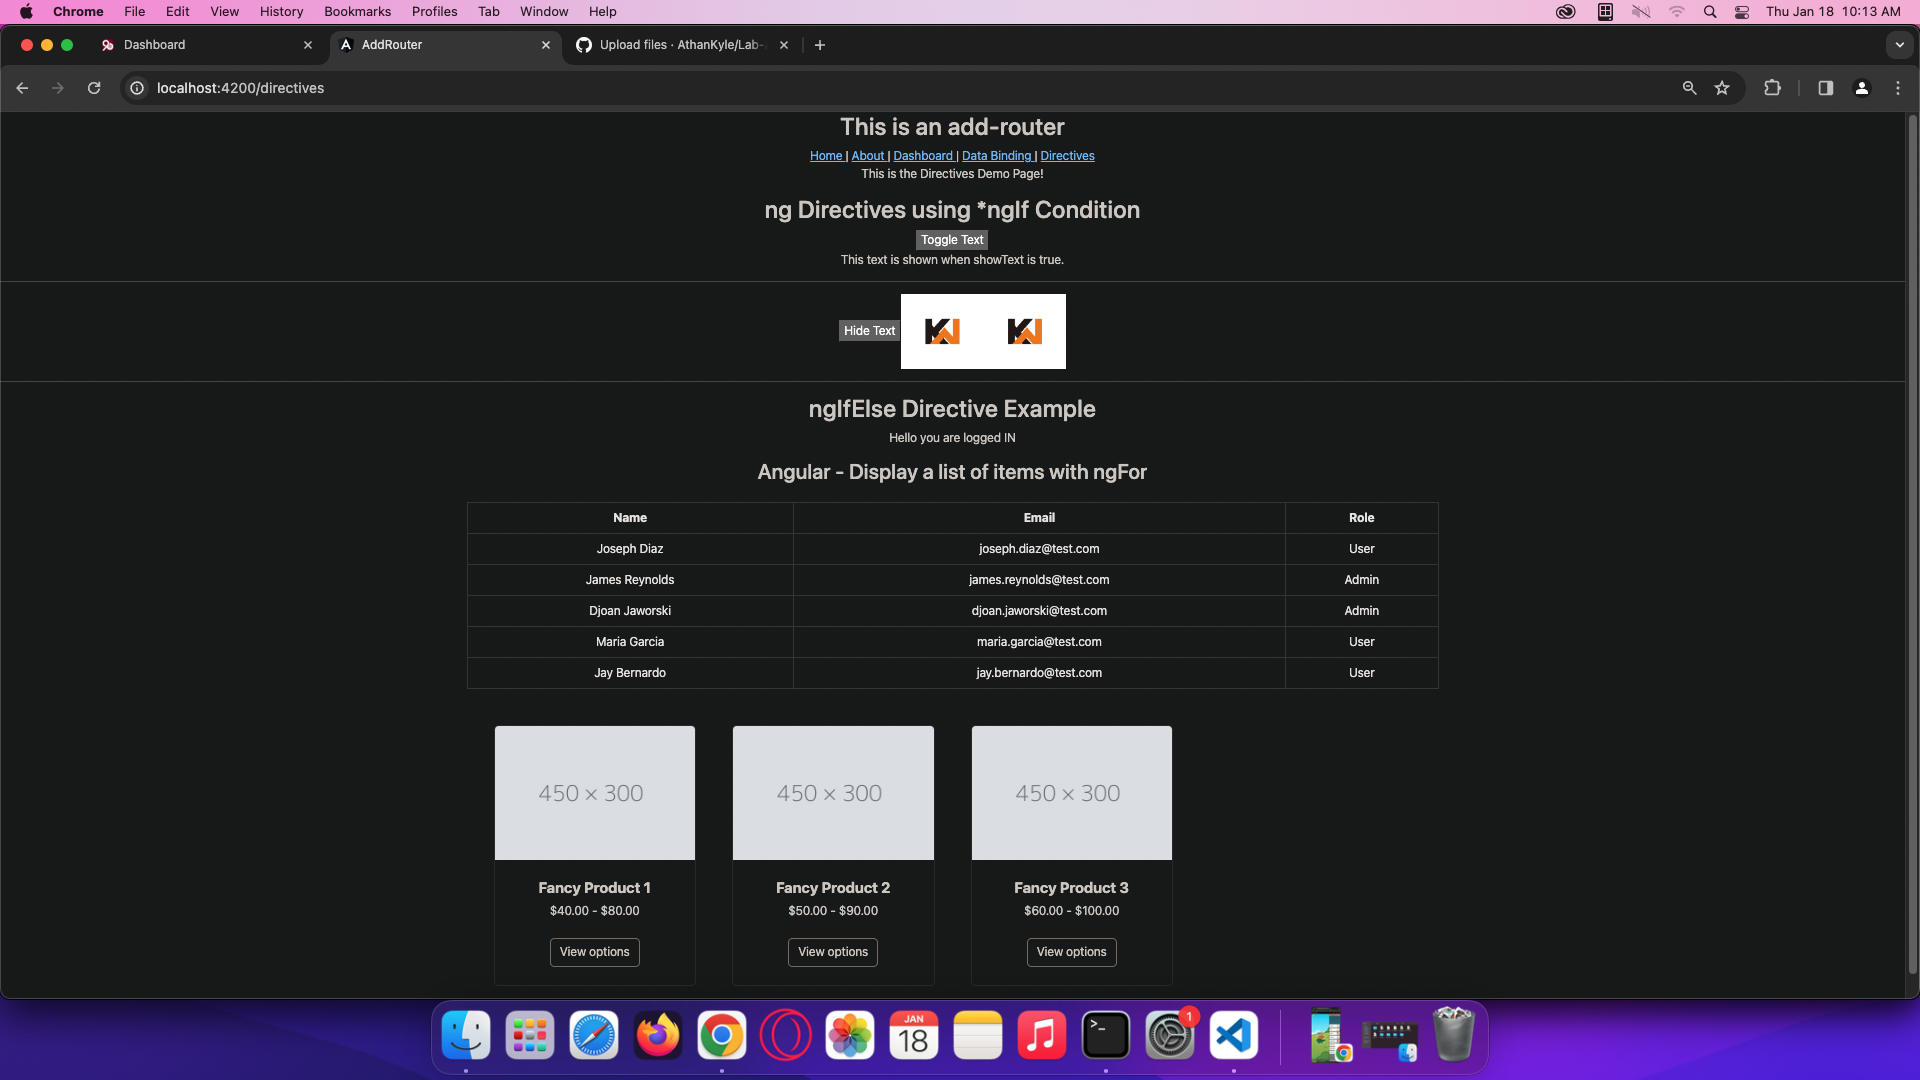 Chrome File Edit View History Bookmarks Profiles Tab Window Help Thu Jan 18 10:13 AM
Dashboard AddRouter Upload files · AthanKyle/Lab-
localhost:4200/directives
This is an add-router
Home | About | Dashboard | Data Binding | Directives
This is the Directives Demo Page!
ng Directives using *ngIf Condition
Toggle Text
This text is shown when showText is true.
Hide Text
ngIfElse Directive Example
Hello you are logged IN
Angular - Display a list of items with ngFor
Name Email Role
Joseph Diaz joseph.diaz@test.com User
James Reynolds james.reynolds@test.com Admin
Djoan Jaworski djoan.jaworski@test.com Admin
Maria Garcia maria.garcia@test.com User
Jay Bernardo jay.bernardo@test.com User
450 × 300 450 × 300 450 × 300
Fancy Product 1 Fancy Product 2 Fancy Product 3
$40.00 - $80.00 $50.00 - $90.00 $60.00 - $100.00
View options View options View options
JAN
18
1